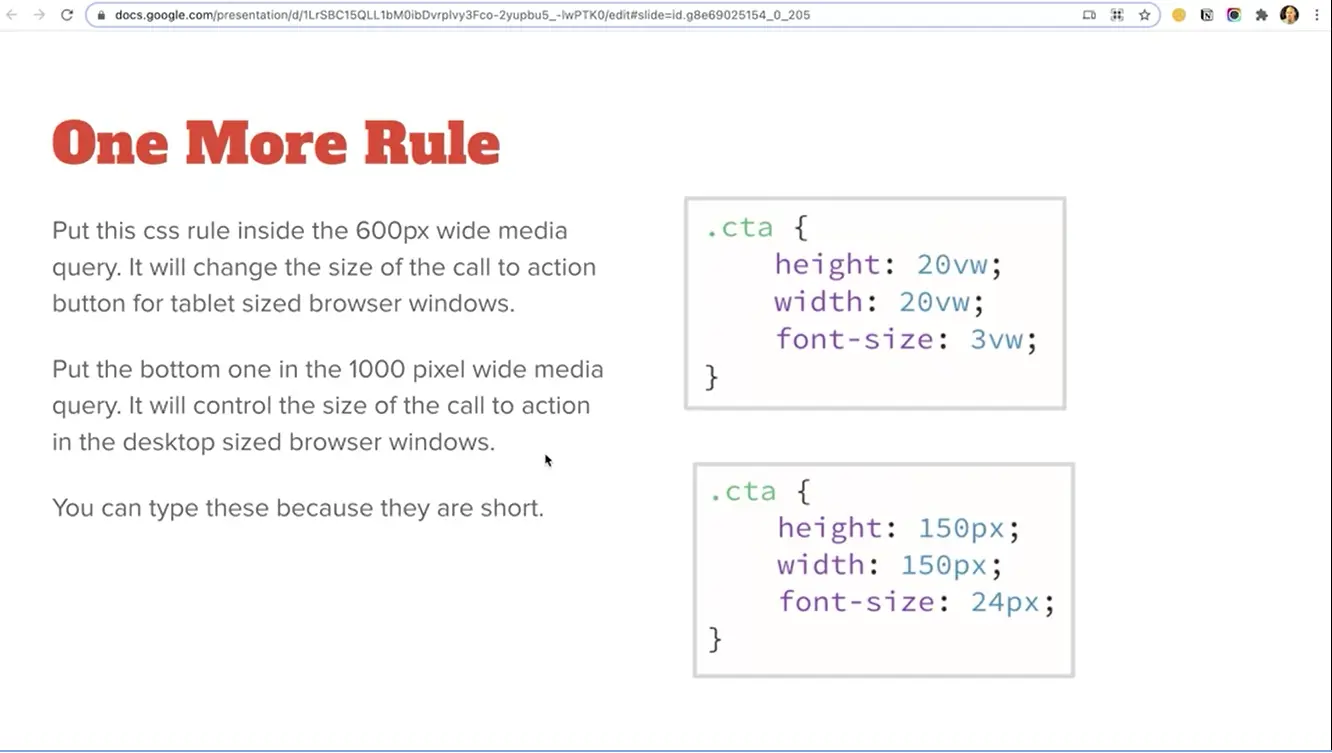 docs.google.com/presentation/d/1LrSBC15QLL1bM0ibDvrpIvy3Fco-2yupbu5_-lwPTK0/edit#slide=id.g8e69025154_0_205
One More Rule
Put this css rule inside the 600px wide media
query. It will change the size of the call to action
button for tablet sized browser windows.
Put the bottom one in the 1000 pixel wide media
query. It will control the size of the call to action
in the desktop sized browser windows.
You can type these because they are short.
.cta {
height: 20vw;
width: 20vw;
font-size: 3vw;
}
.cta {
height: 150px;
width: 150px;
font-size: 24px;
}